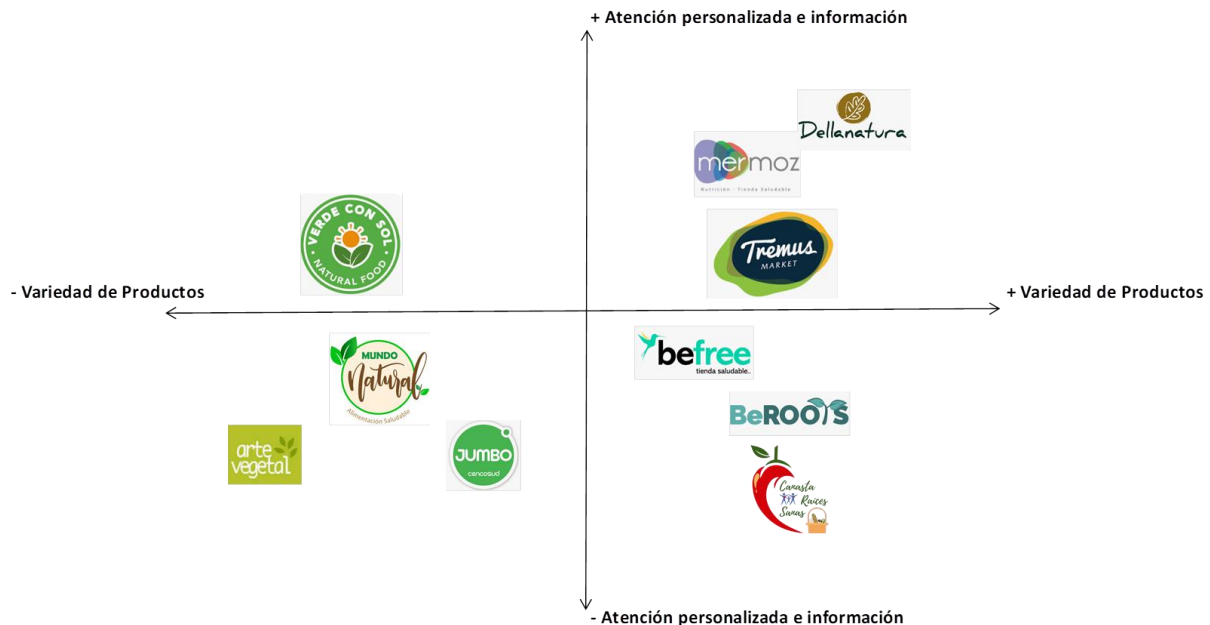 + Atención personalizada e información
Dellanatura
mermoz
Nutrición - Tienda Saludable
VERDE CON SOL
NATURAL FOOD
Tremus
MARKET
- Variedad de Productos
+ Variedad de Productos
MUNDO
Natural
Alimentación Saludable
befree
tienda saludable..
BeROOTS
arte
vegetal
JUMBO
cencosud
Canasta
Raíces
Sanas
- Atención personalizada e información